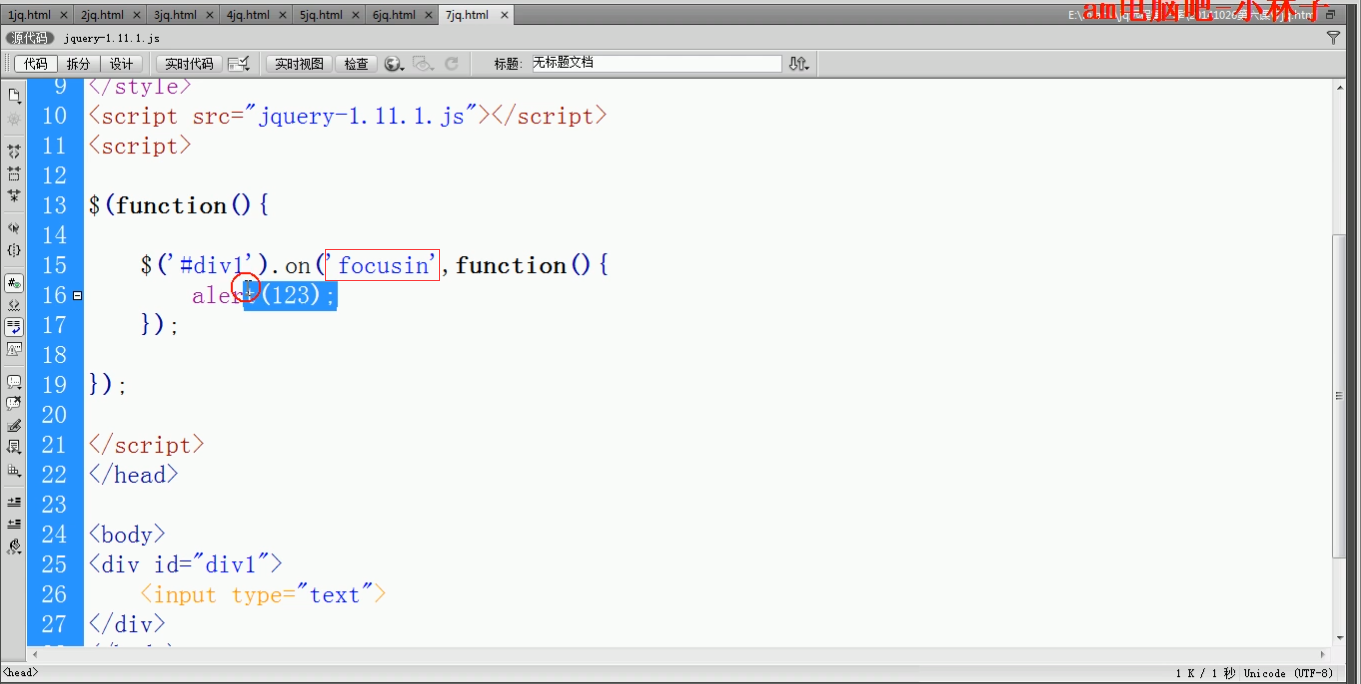 1jq.html × 2jq.html × 3jq.html × 4jq.html × 5jq.html × 6jq.html × 7jq.html ×
am电脑吧-小林子
源代码 jquery-1.11.1.js
代码 拆分 设计 实时代码 实时视图 检查 标题: 无标题文档
9 </style>
10 <script src="jquery-1.11.1.js"></script>
11 <script>
12
13 $(function(){
14
15 $('#div1').on('focusin',function(){
16 alert(123);
17 });
18
19 });
20
21 </script>
22 </head>
23
24 <body>
25 <div id="div1">
26 <input type="text">
27 </div>
<head> 1 K / 1 秒 Unicode (UTF-8)